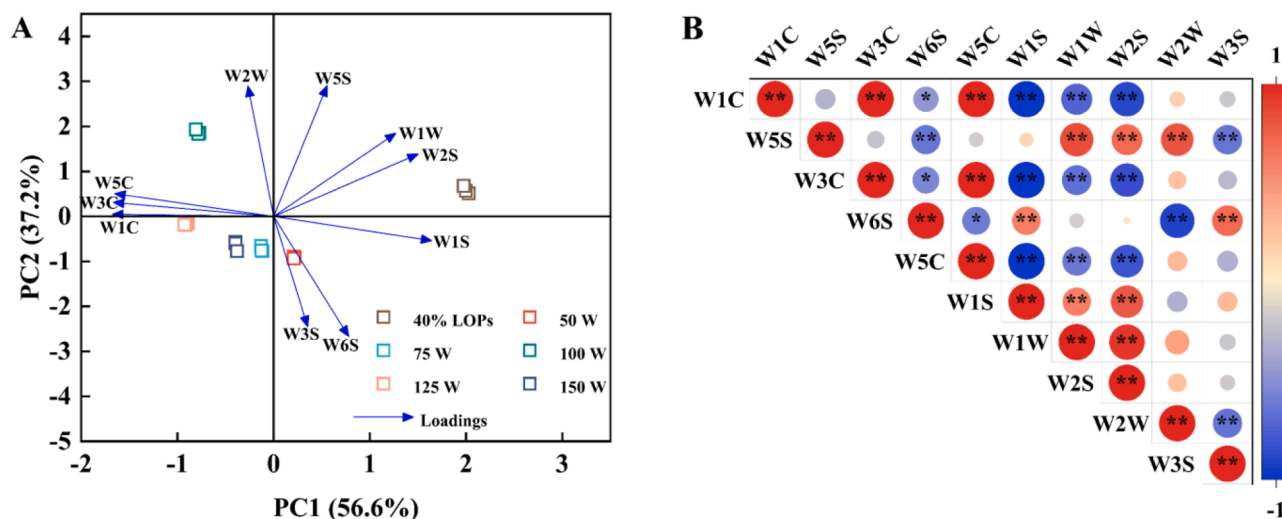 A
PC2 (37.2%)
4
3
2
1
0
-1
-2
-3
-4
-5
W2W
W5S
W1W
W2S
W5C
W3C
W1C
W1S
W3S
W6S
40% LOPs
50 W
75 W
100 W
125 W
150 W
Loadings
-2
-1
0
1
2
3
PC1 (56.6%)
B
W1C W5S W3C W6S W5C W1S W1W W2S W2W W3S
1
W1C ** ** * ** ** ** **
W5S ** ** ** ** ** **
W3C ** * ** ** ** **
W6S ** * ** ** **
W5C ** ** ** **
W1S ** ** **
W1W ** **
W2S **
W2W ** **
W3S **
-1